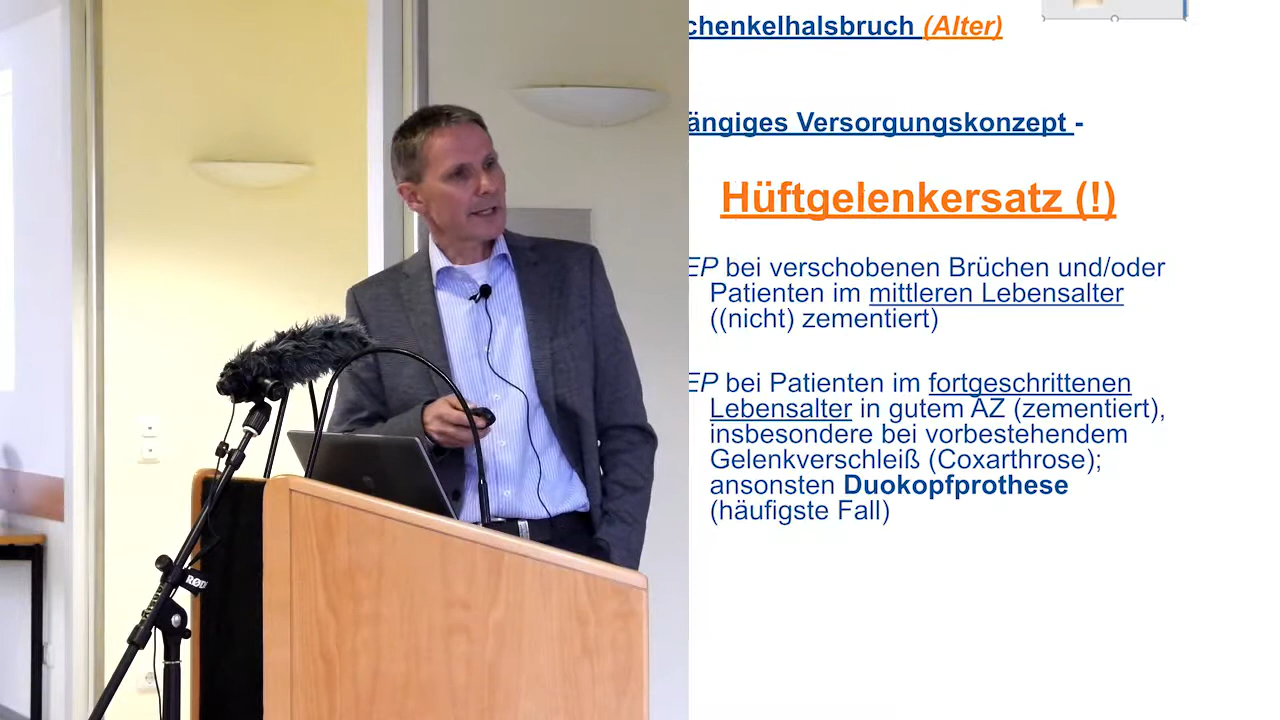 chenkelhalsbruch (Alter)
ängiges Versorgungskonzept -
Hüftgelenkersatz (!)
EP bei verschobenen Brüchen und/oder
Patienten im mittleren Lebensalter
((nicht) zementiert)
EP bei Patienten im fortgeschrittenen
Lebensalter in gutem AZ (zementiert),
insbesondere bei vorbestehendem
Gelenkverschleiß (Coxarthrose);
ansonsten Duokopfprothese
(häufigste Fall)
RØDE